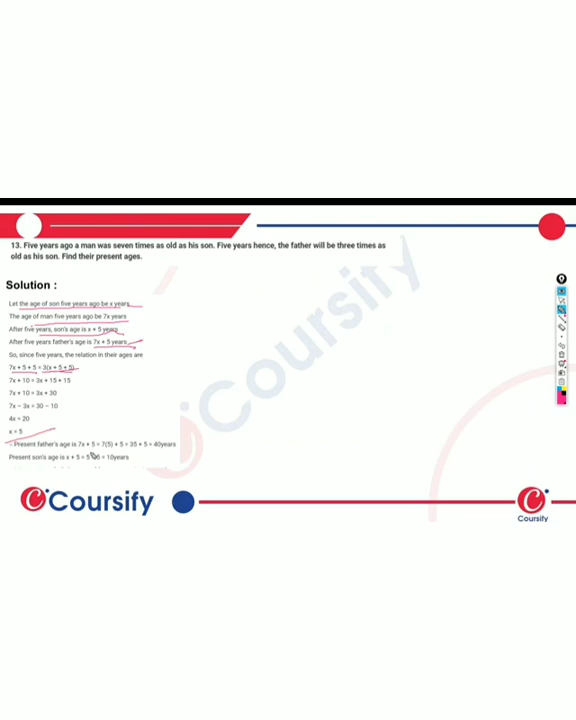 13. Five years ago a man was seven times as old as his son. Five years hence, the father will be three times as
old as his son. Find their present ages.
Solution :
Let the age of son five years ago be x years
The age of man five years ago be 7x years
After five years, son's age is x + 5 years
After five years father's age is 7x + 5 years
So, since five years, the relation in their ages are
7x + 5 + 5 = 3(x + 5 + 5)
7x + 10 = 3x + 15 + 15
7x + 10 = 3x + 30
7x − 3x = 30 − 10
4x = 20
x = 5
∴ Present father's age is 7x + 5 = 7(5) + 5 = 35 + 5 = 40years
Present son's age is x + 5 = 5 + 5 = 10years
iCoursify
Coursify
Coursify